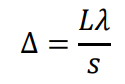 Δ = Lλ / s